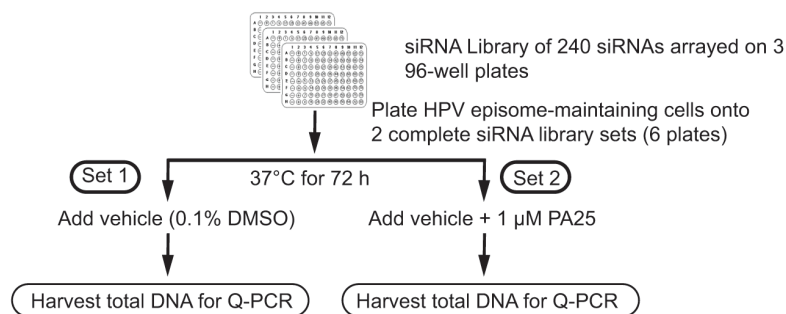 siRNA Library of 240 siRNAs arrayed on 3
96-well plates
Plate HPV episome-maintaining cells onto
2 complete siRNA library sets (6 plates)
Set 1
37°C for 72 h
Set 2
Add vehicle (0.1% DMSO)
Add vehicle + 1 µM PA25
Harvest total DNA for Q-PCR
Harvest total DNA for Q-PCR